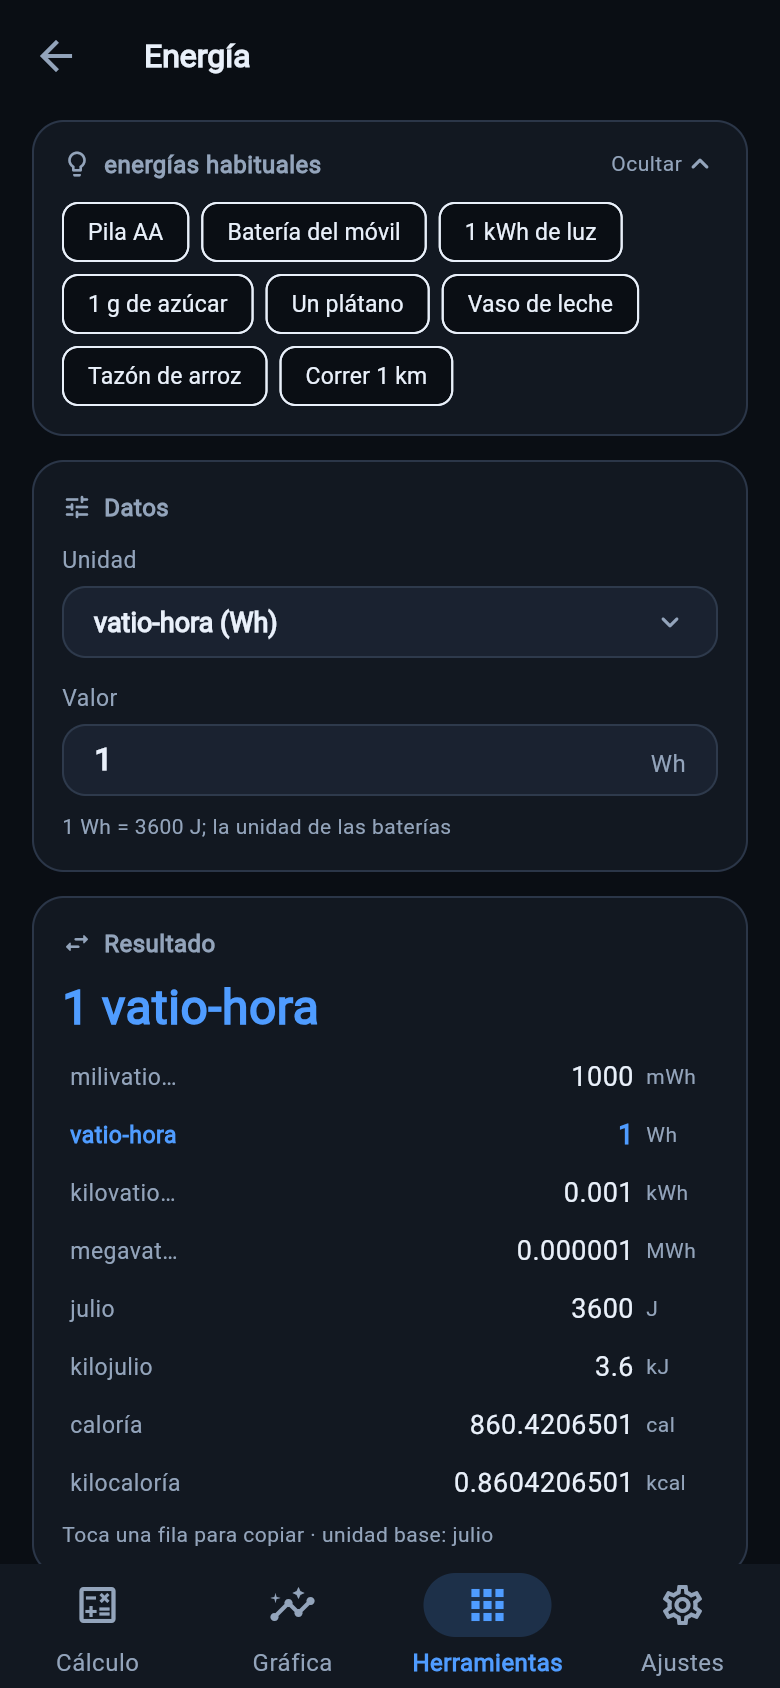 Energía
energías habituales Ocultar
Pila AA Batería del móvil 1 kWh de luz
1 g de azúcar Un plátano Vaso de leche
Tazón de arroz Correr 1 km
Datos
Unidad
vatio-hora (Wh)
Valor
1 Wh
1 Wh = 3600 J; la unidad de las baterías
Resultado
1 vatio-hora
milivatio… 1000 mWh
vatio-hora 1 Wh
kilovatio… 0.001 kWh
megavat… 0.000001 MWh
julio 3600 J
kilojulio 3.6 kJ
caloría 860.4206501 cal
kilocaloría 0.8604206501 kcal
Toca una fila para copiar · unidad base: julio
Cálculo Gráfica Herramientas Ajustes